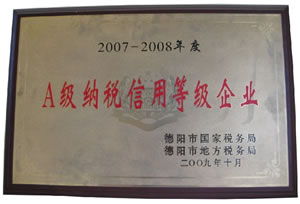 2007-2008年度
A级纳税信用等级企业
德阳市国家税务局
德阳市地方税务局
二〇〇九年十月